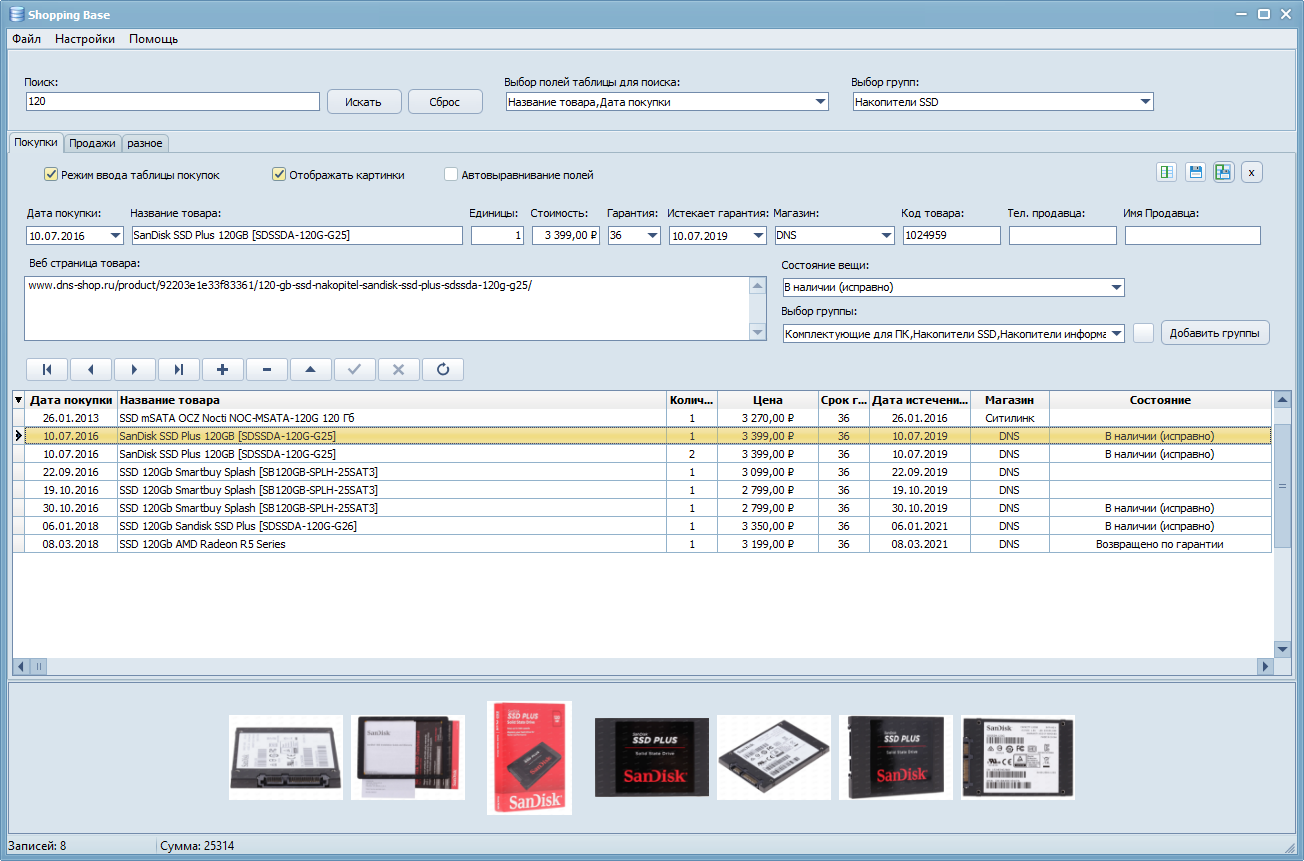 Shopping Base
Файл Настройки Помощь
Поиск: Выбор полей таблицы для поиска: Выбор групп:
120 Искать Сброс Название товара,Дата покупки Накопители SSD
Покупки Продажи разное
Режим ввода таблицы покупок Отображать картинки Автовыравнивание полей x
Дата покупки: Название товара: Единицы: Стоимость: Гарантия: Истекает гарантия: Магазин: Код товара: Тел. продавца: Имя Продавца:
10.07.2016 SanDisk SSD Plus 120GB [SDSSDA-120G-G25] 1 3 399,00 ₽ 36 10.07.2019 DNS 1024959
Веб страница товара: Состояние вещи:
www.dns-shop.ru/product/92203e1e33f83361/120-gb-ssd-nakopitel-sandisk-ssd-plus-sdssda-120g-g25/ В наличии (исправно)
Выбор группы:
Комплектующие для ПК,Накопители SSD,Накопители информа Добавить группы
Дата покупки Название товара Колич... Цена Срок г... Дата истечени... Магазин Состояние
26.01.2013 SSD mSATA OCZ Nocti NOC-MSATA-120G 120 Гб 1 3 270,00 ₽ 36 26.01.2016 Ситилинк
10.07.2016 SanDisk SSD Plus 120GB [SDSSDA-120G-G25] 1 3 399,00 ₽ 36 10.07.2019 DNS В наличии (исправно)
10.07.2016 SanDisk SSD Plus 120GB [SDSSDA-120G-G25] 2 3 399,00 ₽ 36 10.07.2019 DNS В наличии (исправно)
22.09.2016 SSD 120Gb Smartbuy Splash [SB120GB-SPLH-25SAT3] 1 3 099,00 ₽ 36 22.09.2019 DNS
19.10.2016 SSD 120Gb Smartbuy Splash [SB120GB-SPLH-25SAT3] 1 2 799,00 ₽ 36 19.10.2019 DNS
30.10.2016 SSD 120Gb Smartbuy Splash [SB120GB-SPLH-25SAT3] 1 2 799,00 ₽ 36 30.10.2019 DNS В наличии (исправно)
06.01.2018 SSD 120Gb Sandisk SSD Plus [SDSSDA-120G-G26] 1 3 350,00 ₽ 36 06.01.2021 DNS В наличии (исправно)
08.03.2018 SSD 120Gb AMD Radeon R5 Series 1 3 199,00 ₽ 36 08.03.2021 DNS Возвращено по гарантии
SanDisk
SSD PLUS
Solid State Drive
SanDisk
SanDisk
SSD PLUS
Solid State Drive
SanDisk
SanDisk
SSD PLUS
SanDisk
SanDisk
Записей: 8 Сумма: 25314